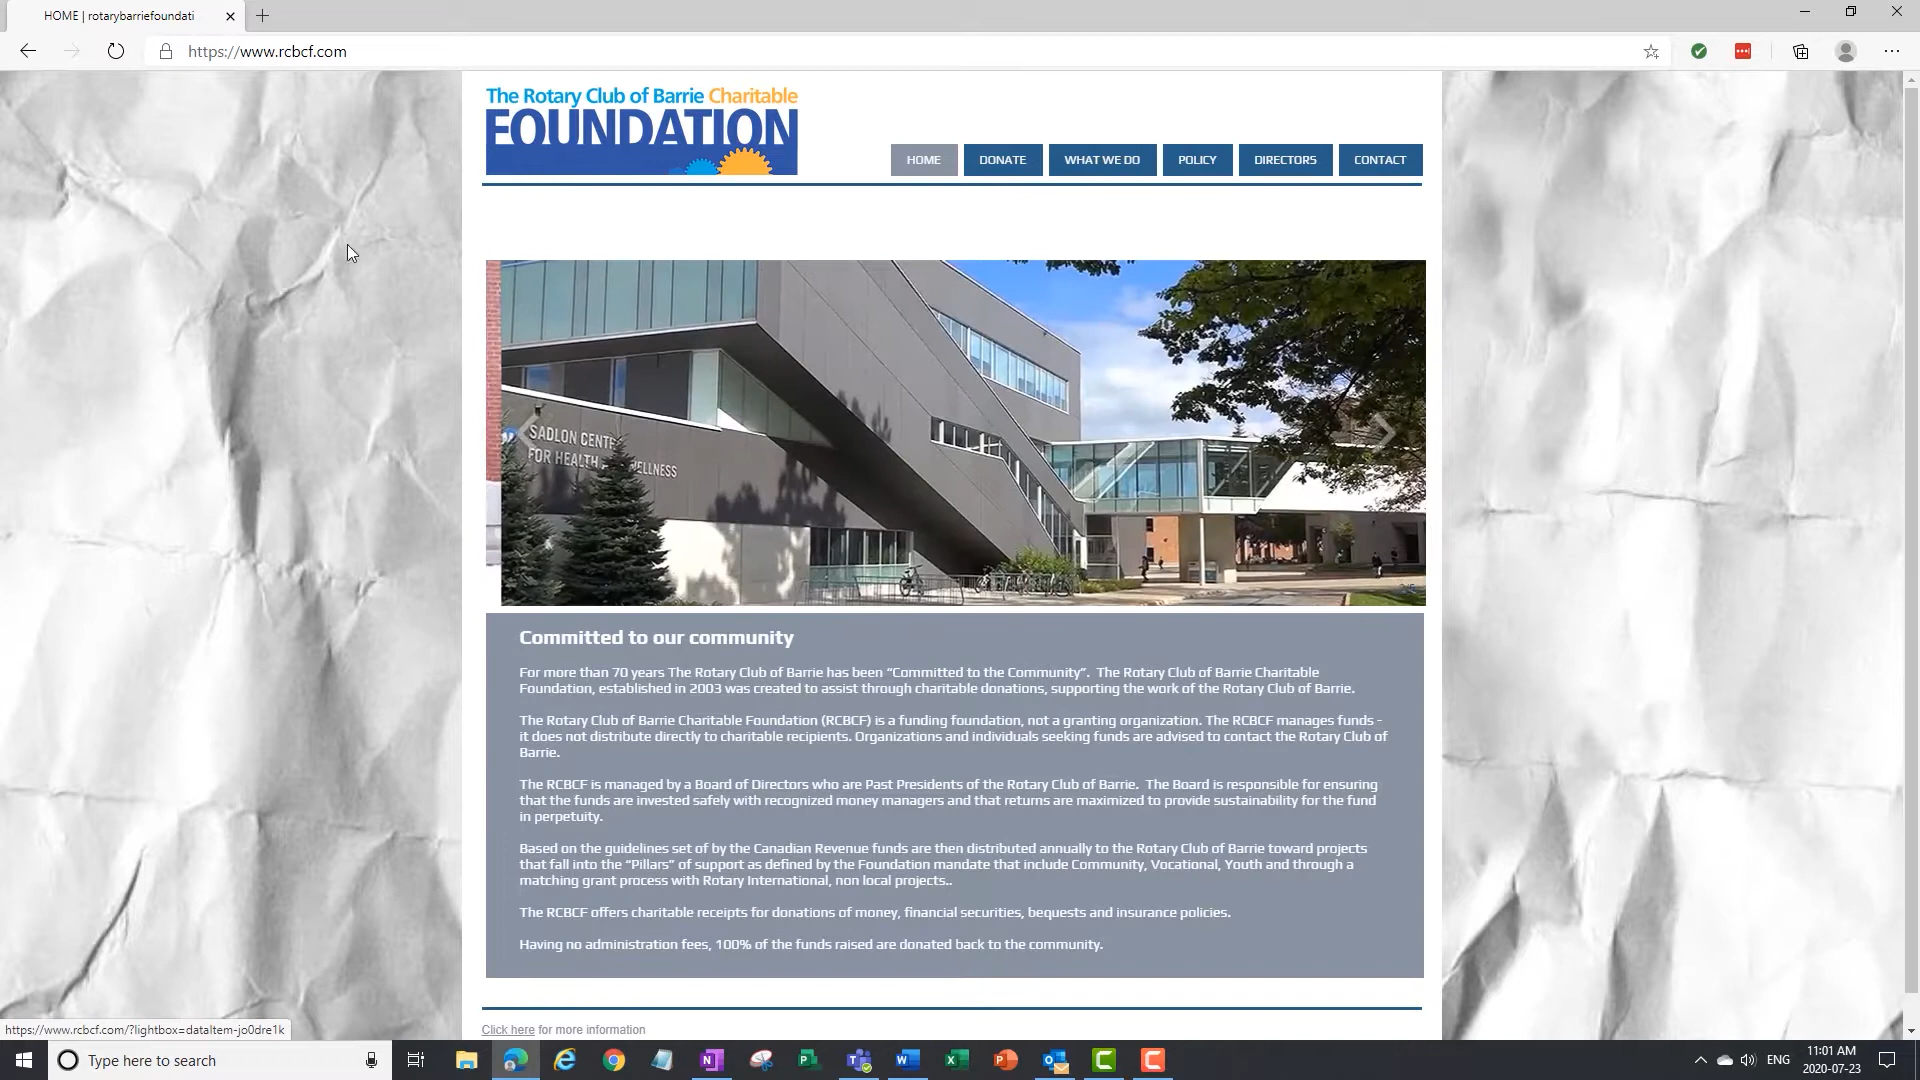 HOME | rotarybarriefoundati
https://www.rcbcf.com
The Rotary Club of Barrie Charitable
FOUNDATION
HOME
DONATE
WHAT WE DO
POLICY
DIRECTORS
CONTACT
SADLON CENTRE
FOR HEALTH WELLNESS
Committed to our community
For more than 70 years The Rotary Club of Barrie has been “Committed to the Community”.  The Rotary Club of Barrie Charitable
Foundation, established in 2003 was created to assist through charitable donations, supporting the work of the Rotary Club of Barrie.
The Rotary Club of Barrie Charitable Foundation (RCBCF) is a funding foundation, not a granting organization. The RCBCF manages funds -
it does not distribute directly to charitable recipients. Organizations and individuals seeking funds are advised to contact the Rotary Club of
Barrie.
The RCBCF is managed by a Board of Directors who are Past Presidents of the Rotary Club of Barrie.  The Board is responsible for ensuring
that the funds are invested safely with recognized money managers and that returns are maximized to provide sustainability for the fund
in perpetuity.
Based on the guidelines set of by the Canadian Revenue funds are then distributed annually to the Rotary Club of Barrie toward projects
that fall into the “Pillars” of support as defined by the Foundation mandate that include Community, Vocational, Youth and through a
matching grant process with Rotary International, non local projects..
The RCBCF offers charitable receipts for donations of money, financial securities, bequests and insurance policies.
Having no administration fees, 100% of the funds raised are donated back to the community.
Click here for more information
https://www.rcbcf.com/?lightbox=dataItem-jo0dre1k
Type here to search
ENG
11:01 AM
2020-07-23